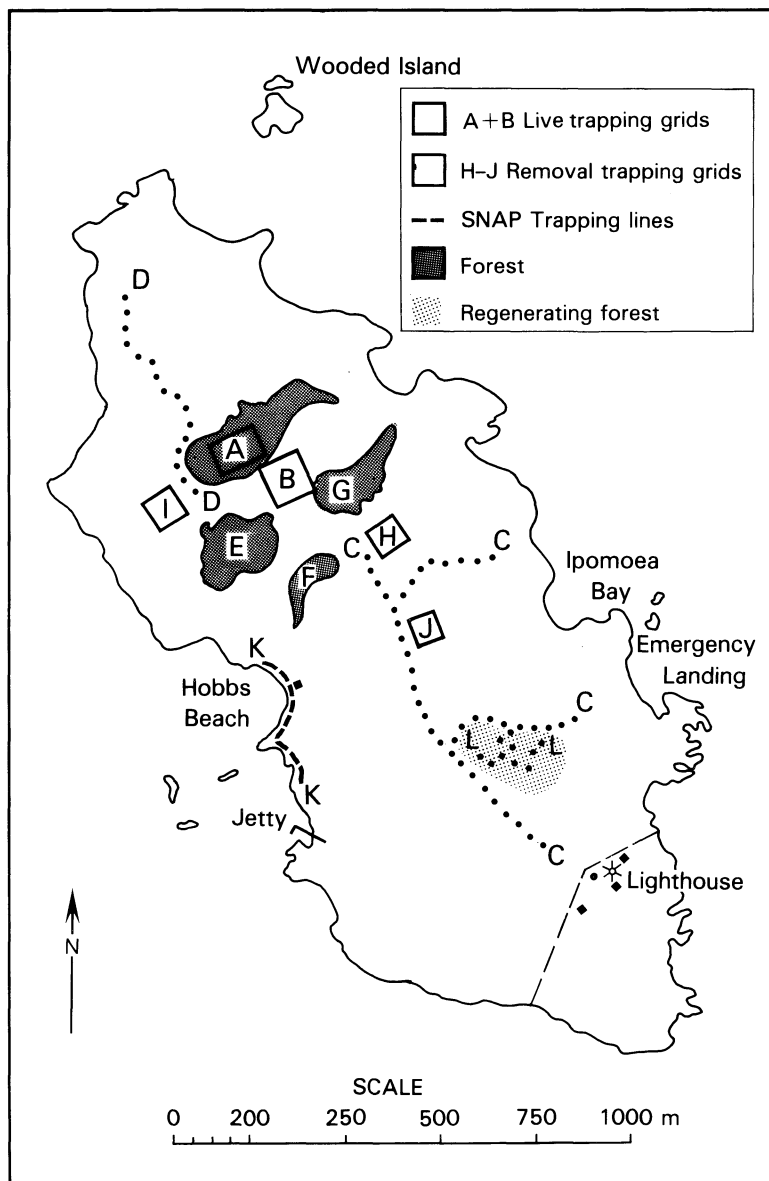 Wooded Island
A+B Live trapping grids
H–J Removal trapping grids
SNAP Trapping lines
Forest
Regenerating forest
D
A
B
G
I
D
E
F
C
H
C
J
Ipomoea
Bay
Emergency
Landing
K
Hobbs
Beach
C
L
L
K
Jetty
C
Lighthouse
N
SCALE
0 200 250 500 750 1000 m